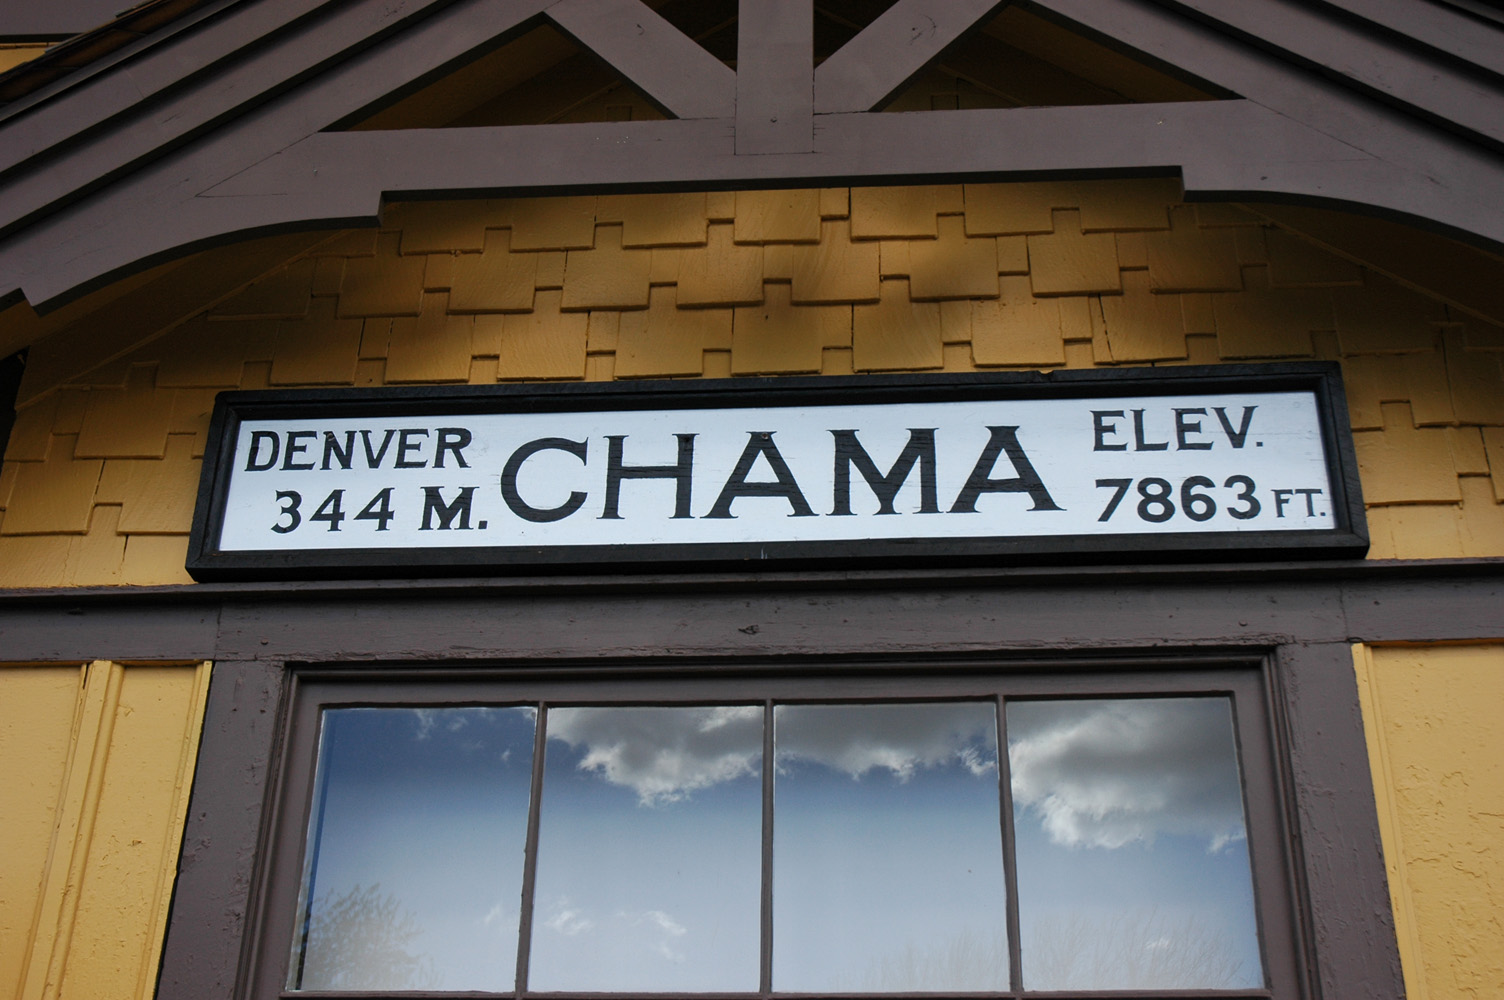 DENVER
344 M.
CHAMA
ELEV.
7863 FT.